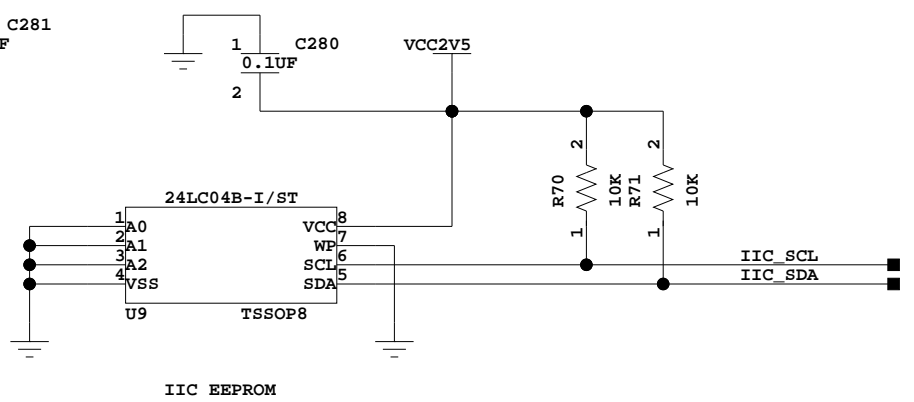 C281
F
1
C280
0.1UF
2
VCC2V5
2
2
R70
10K
R71
10K
1
1
24LC04B-I/ST
1
A0
2
A1
3
A2
4
VSS
VCC
8
WP
7
SCL
6
SDA
5
U9
TSSOP8
IIC_SCL
IIC_SDA
IIC EEPROM